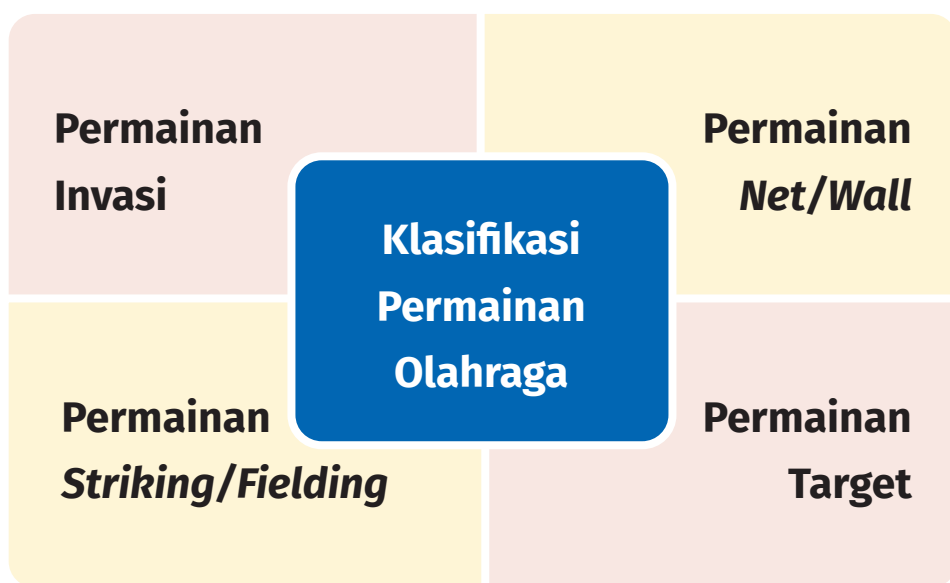 Permainan
Invasi
Permainan
Net/Wall
Klasifikasi
Permainan
Olahraga
Permainan
Striking/Fielding
Permainan
Target